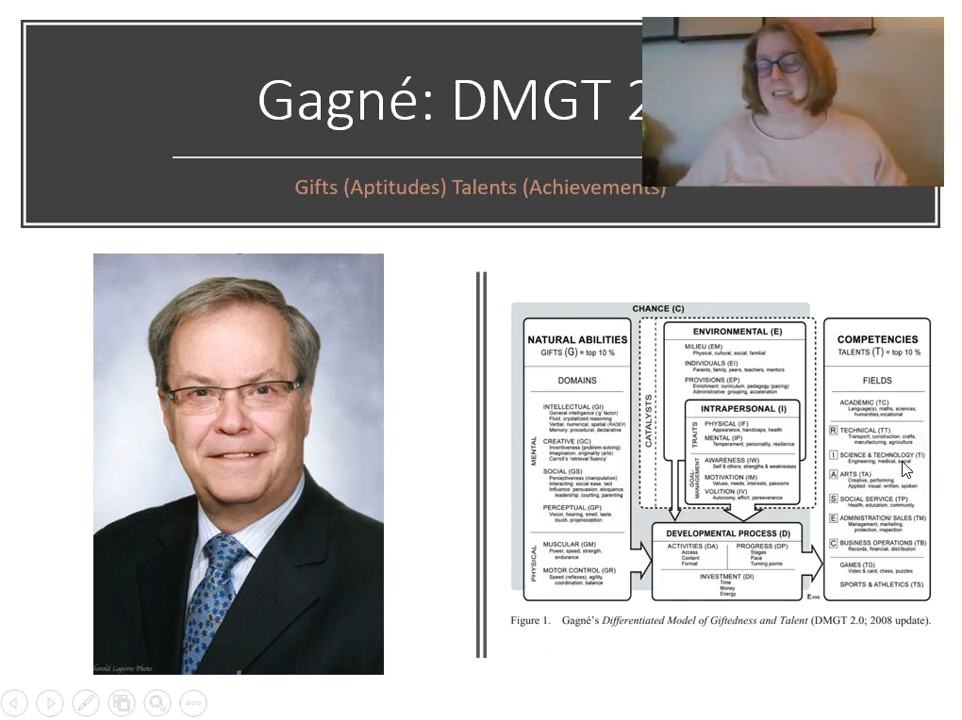 Gagné: DMGT 2
Gifts (Aptitudes) Talents (Achievements)
CHANCE (C)
NATURAL ABILITIES
GIFTS (G) = top 10 %
DOMAINS
MENTAL
INTELLECTUAL (GI)
General intelligence ('g' factor)
Fluid, crystallized reasoning
Verbal, numerical, spatial (RADEX)
Memory: procedural, declarative
CREATIVE (GC)
Inventiveness (problem-solving)
Imagination, originality (arts)
Carroll's 'retrieval fluency'
SOCIAL (GS)
Perceptiveness (manipulation)
Interacting: social ease, tact
Influence: persuasion, eloquence,
leadership, courting, parenting
PERCEPTUAL (GP)
Vision, hearing, smell, taste,
touch, proprioception
PHYSICAL
MUSCULAR (GM)
Power, speed, strength,
endurance
MOTOR CONTROL (GR)
Speed (reflexes), agility,
coordination, balance
CATALYSTS
ENVIRONMENTAL (E)
MILIEU (EM)
Physical, cultural, social, familial
INDIVIDUALS (EI)
Parents, family, peers, teachers, mentors
PROVISIONS (EP)
Enrichment: curriculum, pedagogy (pacing)
Administrative: grouping, acceleration
INTRAPERSONAL (I)
TRAITS
PHYSICAL (IF)
Appearance, handicaps, health
MENTAL (IP)
Temperament, personality, resilience
GOAL-
MANAGEMENT
AWARENESS (IW)
Self & others; strengths & weaknesses
MOTIVATION (IM)
Values, needs, interests, passions
VOLITION (IV)
Autonomy, effort, perseverance
DEVELOPMENTAL PROCESS (D)
ACTIVITIES (DA)
Access
Content
Format
PROGRESS (DP)
Stages
Pace
Turning points
INVESTMENT (DI)
Time
Money
Energy
COMPETENCIES
TALENTS (T) = top 10 %
FIELDS
ACADEMIC (TC)
Language(s), maths, sciences,
humanities,vocational
R TECHNICAL (TT)
Transport, construction, crafts,
manufacturing, agriculture
I SCIENCE & TECHNOLOGY (TI)
Engineering, medical, social
A ARTS (TA)
Creative, performing
Applied: visual, written, spoken
S SOCIAL SERVICE (TP)
Health, education, community
E ADMINISTRATION/ SALES (TM)
Management, marketing,
protection, inspection
C BUSINESS OPERATIONS (TB)
Records, financial, distribution
GAMES (TG)
Video & card, chess, puzzles
SPORTS & ATHLETICS (TS)
Figure 1. Gagné's Differentiated Model of Giftedness and Talent (DMGT 2.0; 2008 update).
Harold Laporte Photo